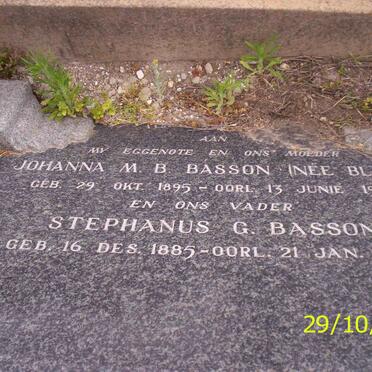 AAN
MY EGGENOTE EN ONS MOEDER
JOHANNA M. B. BASSON (NEE BL
GEB. 29. OKT. 1895 - OORL. 13 JUNIE 19
EN ONS VADER
STEPHANUS G. BASSON
GEB. 16 DES. 1885-OORL. 21 JAN.
29/10/